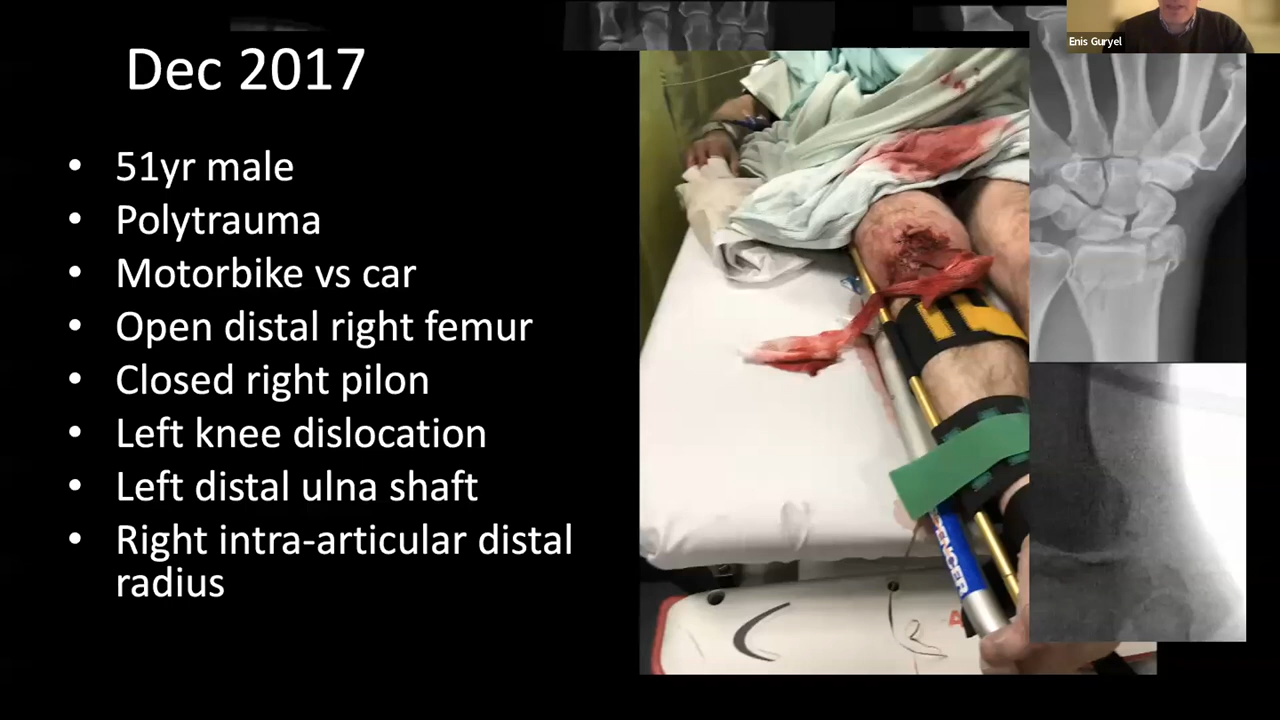 Enis Guryel
Dec 2017
• 51yr male
• Polytrauma
• Motorbike vs car
• Open distal right femur
• Closed right pilon
• Left knee dislocation
• Left distal ulna shaft
• Right intra-articular distal
radius
SPENCER